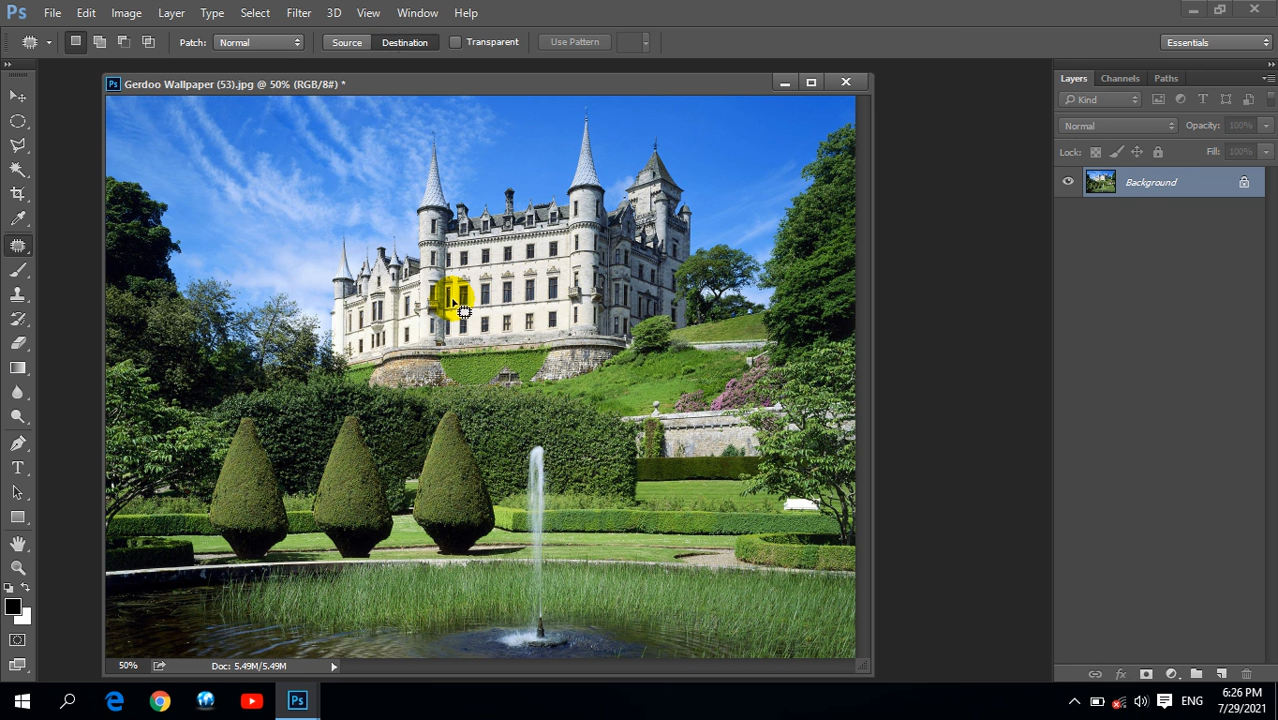 Ps File Edit Image Layer Type Select Filter 3D View Window Help
Patch: Normal Source Destination Transparent Use Pattern Essentials
Ps Gerdoo Wallpaper (53).jpg @ 50% (RGB/8#) *
Layers Channels Paths
Kind
Normal Opacity: 100%
Lock: Fill: 100%
Background
50% Doc: 5.49M/5.49M
Ps ENG 6:26 PM
7/29/2021